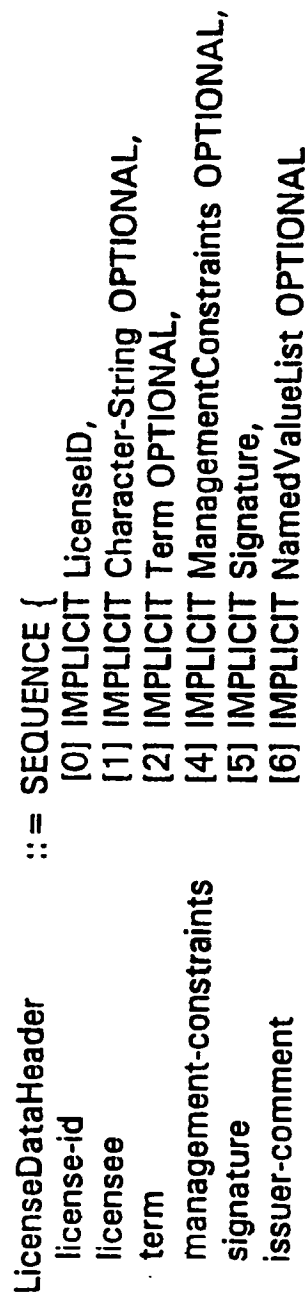 LicenseDataHeader ::= SEQUENCE {
license-id [0] IMPLICIT LicenseID,
licensee [1] IMPLICIT Character-String OPTIONAL,
term [2] IMPLICIT Term OPTIONAL,
management-constraints [4] IMPLICIT ManagementConstraints OPTIONAL,
signature [5] IMPLICIT Signature,
issuer-comment [6] IMPLICIT NamedValueList OPTIONAL